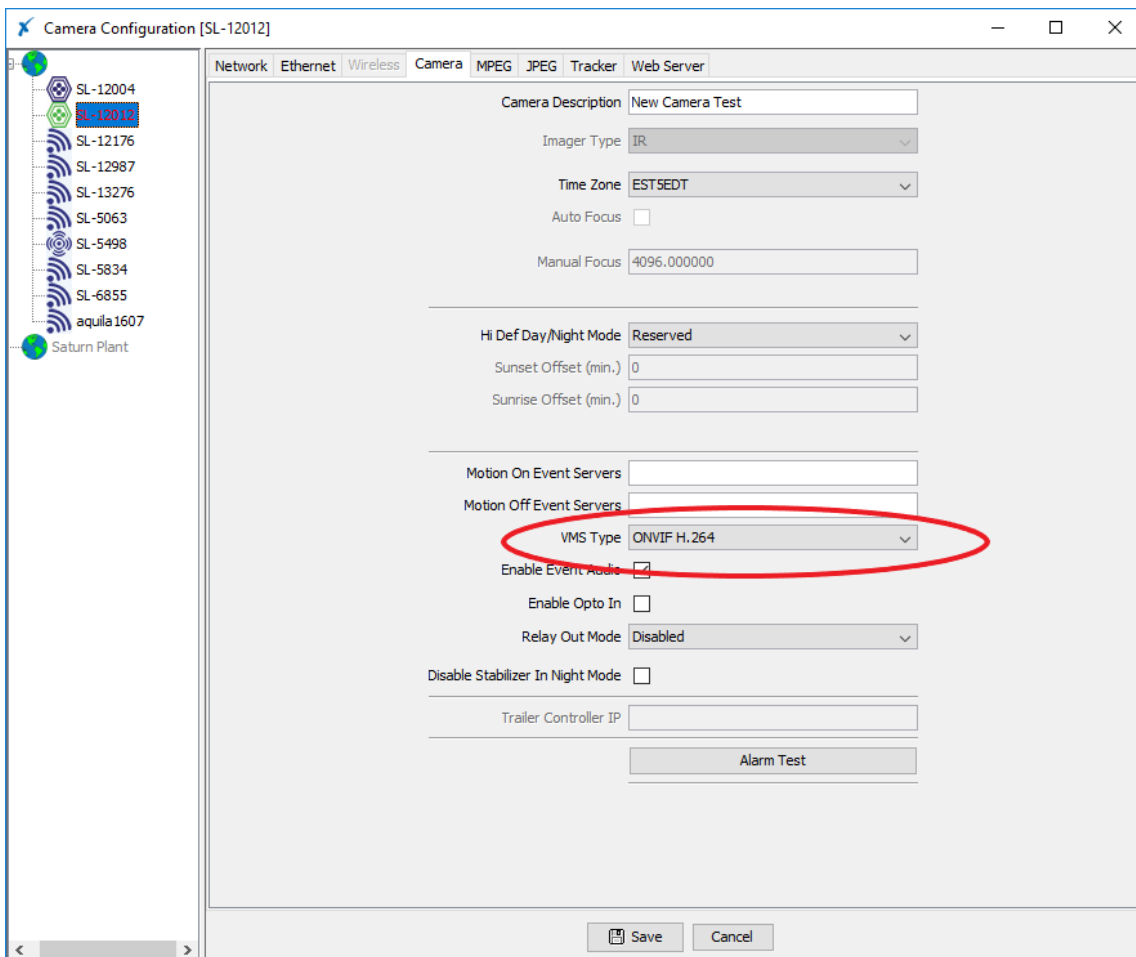 Camera Configuration [SL-12012]
SL-12004
SL-12012
SL-12176
SL-12987
SL-13276
SL-5063
SL-5498
SL-5834
SL-6855
aquila1607
Saturn Plant
Network Ethernet Wireless Camera MPEG JPEG Tracker Web Server
Camera Description New Camera Test
Imager Type IR
Time Zone EST5EDT
Auto Focus
Manual Focus 4096.000000
Hi Def Day/Night Mode Reserved
Sunset Offset (min.) 0
Sunrise Offset (min.) 0
Motion On Event Servers
Motion Off Event Servers
VMS Type ONVIF H.264
Enable Event Audio
Enable Opto In
Relay Out Mode Disabled
Disable Stabilizer In Night Mode
Trailer Controller IP
Alarm Test
Save Cancel